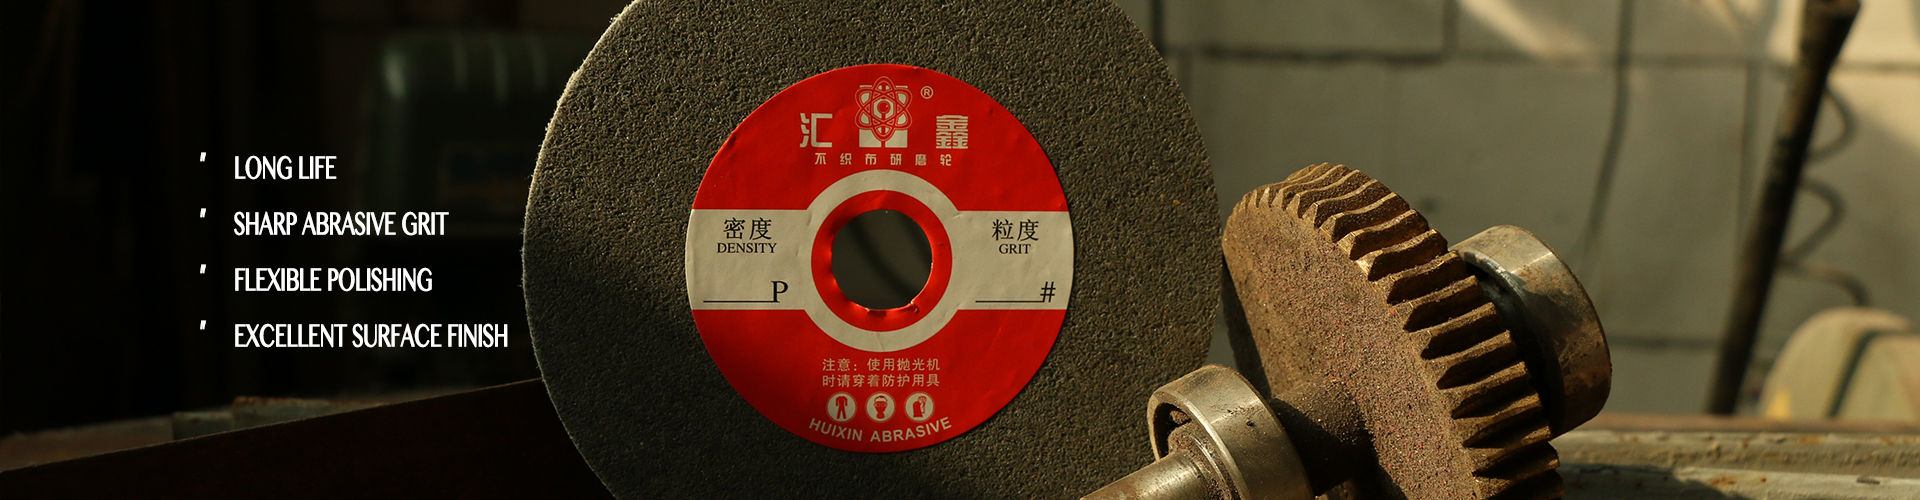 LONG LIFE
SHARP ABRASIVE GRIT
FLEXIBLE POLISHING
EXCELLENT SURFACE FINISH
®
汇 鑫
不织布研磨轮
密度
DENSITY
______P
粒度
GRIT
______#
注意：使用抛光机
时请穿着防护用具
HUIXIN ABRASIVE